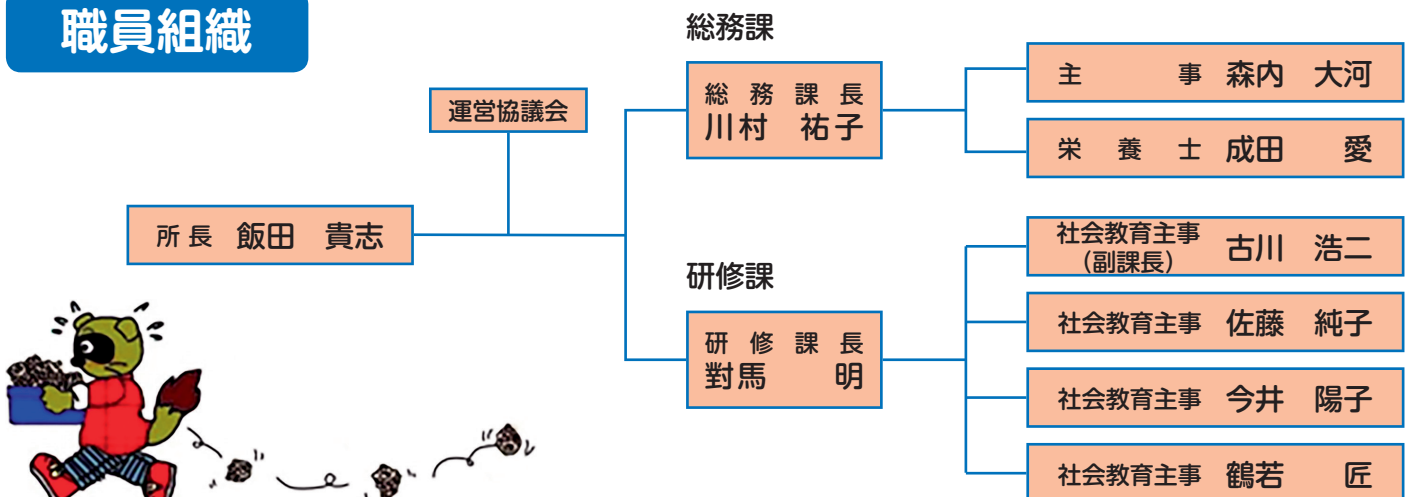 職員組織
運営協議会
所長 飯田 貴志
総務課
総務課長
川村 祐子
主事 森内 大河
栄養士 成田 愛
研修課
研修課長
對馬 明
社会教育主事
(副課長)
古川 浩二
社会教育主事 佐藤 純子
社会教育主事 今井 陽子
社会教育主事 鶴若 匠